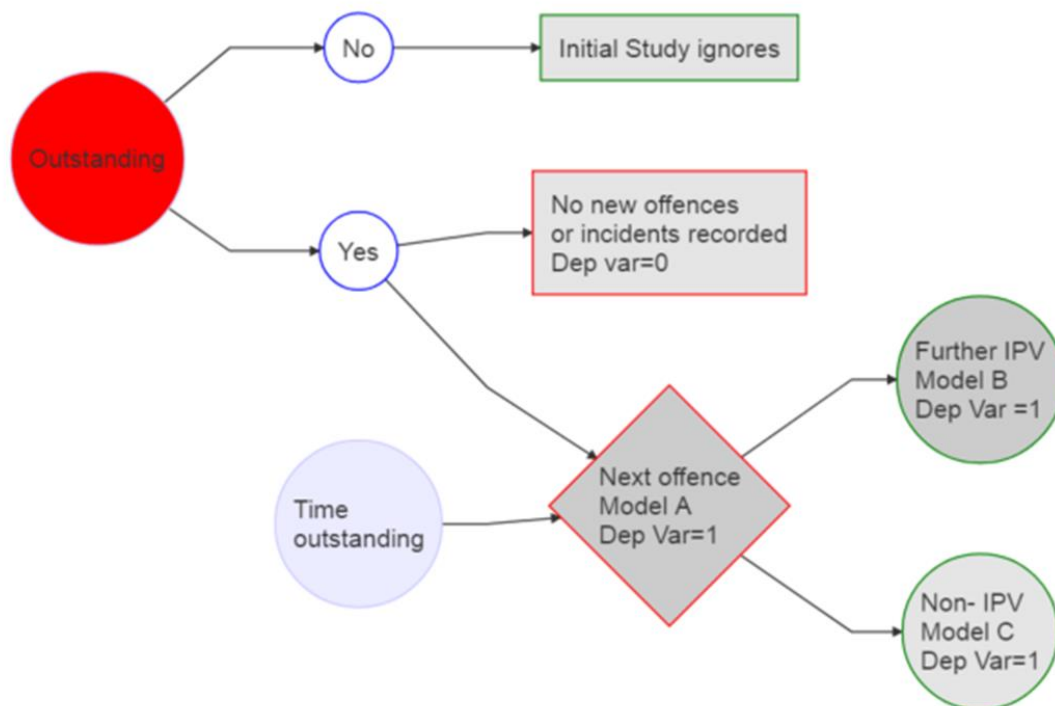 No
Initial Study ignores
Outstanding
Yes
No new offences
or incidents recorded
Dep var=0
Further IPV
Model B
Dep Var =1
Next offence
Model A
Dep Var=1
Time
outstanding
Non- IPV
Model C
Dep Var=1